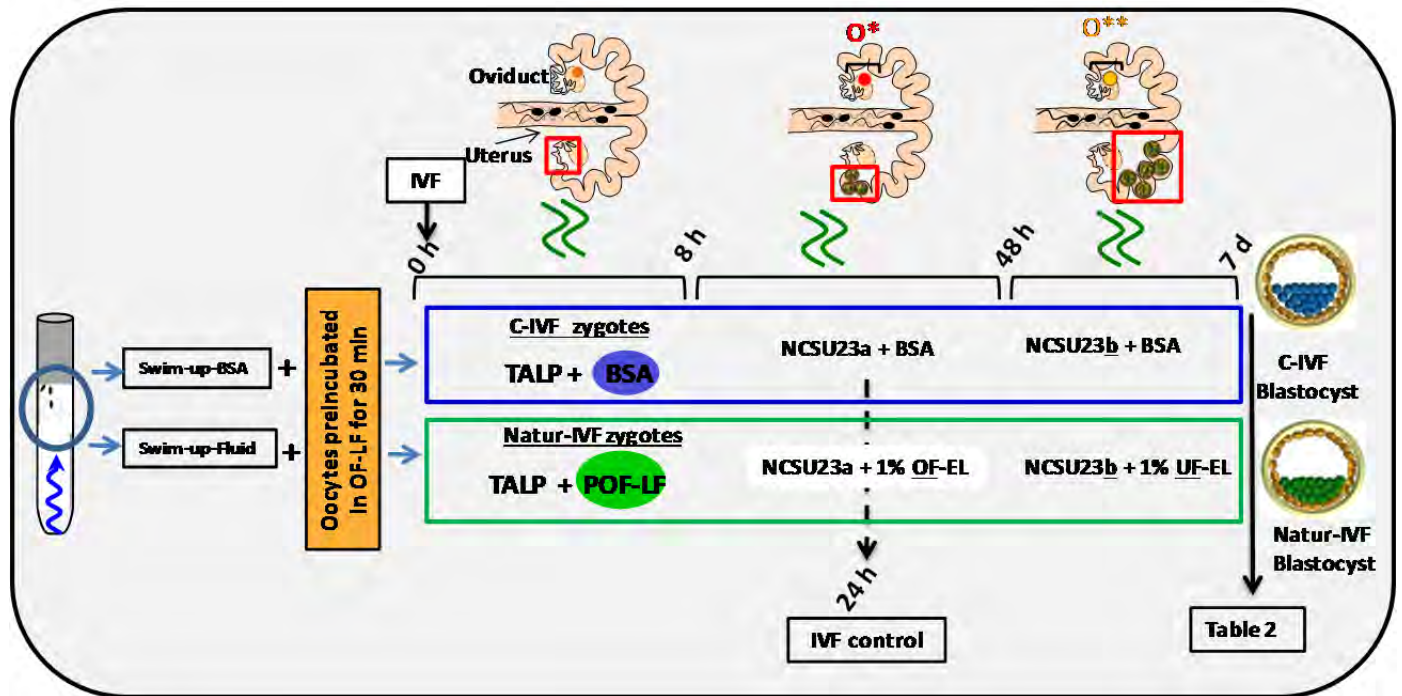 O*
O**
Oviduct
Uterus
IVF
0 h
8 h
48 h
7 d
Swim-up-BSA
+
Swim-up-Fluid
+
Oocytes preincubated
in OF-LF for 30 min
C-IVF zygotes
TALP + BSA
NCSU23a + BSA
NCSU23b + BSA
Natur-IVF zygotes
TALP + POF-LF
NCSU23a + 1% OF-EL
NCSU23b + 1% UF-EL
C-IVF
Blastocyst
Natur-IVF
Blastocyst
24 h
IVF control
Table 2